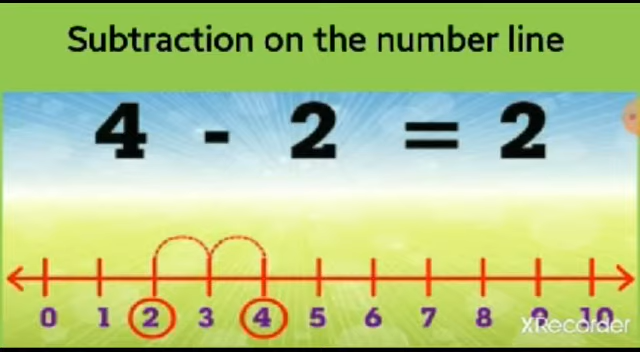 Subtraction on the number line
4 - 2 = 2
0 1 2 3 4 5 6 7 8 9 10
XRecorder